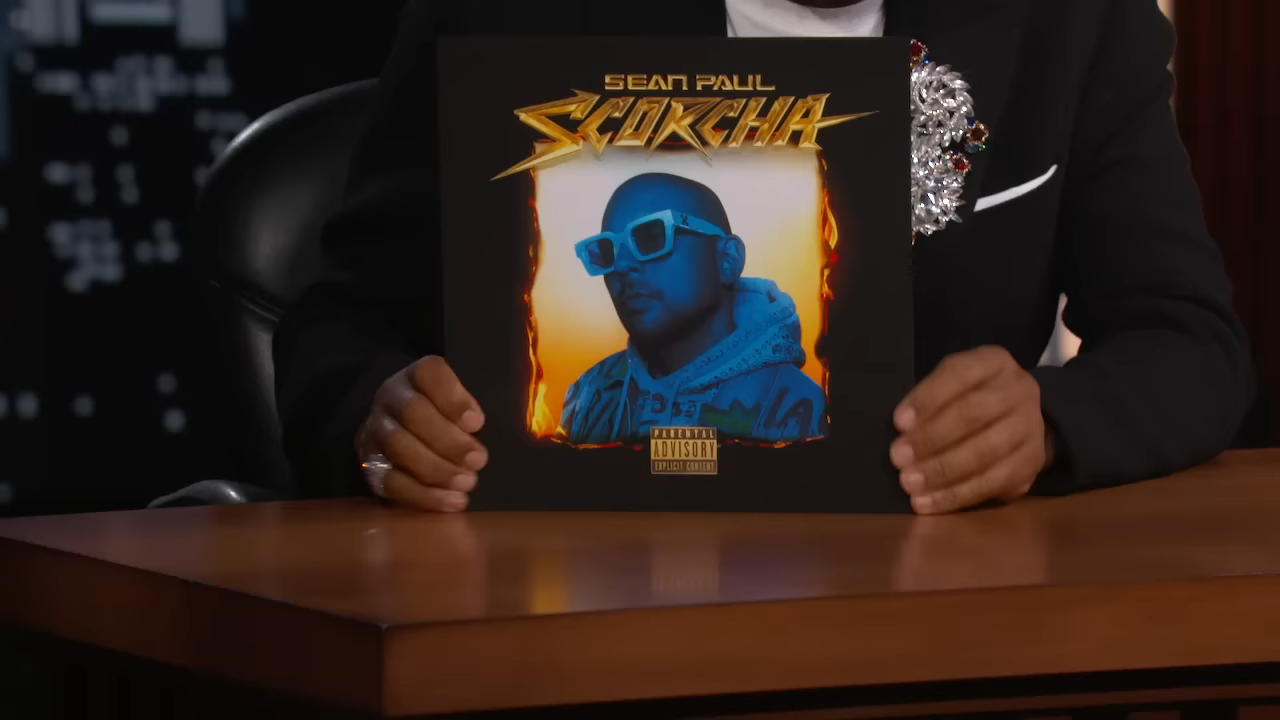 SEAN PAUL
SCORCHA
PARENTAL
ADVISORY
EXPLICIT CONTENT